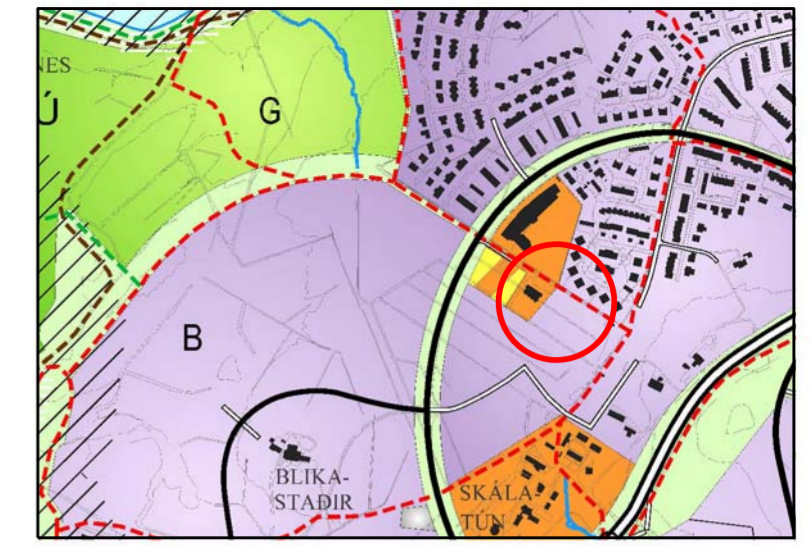 NES
Ú
G
B
BLIKA-
STAÐIR
SKÁLA-
TÚN